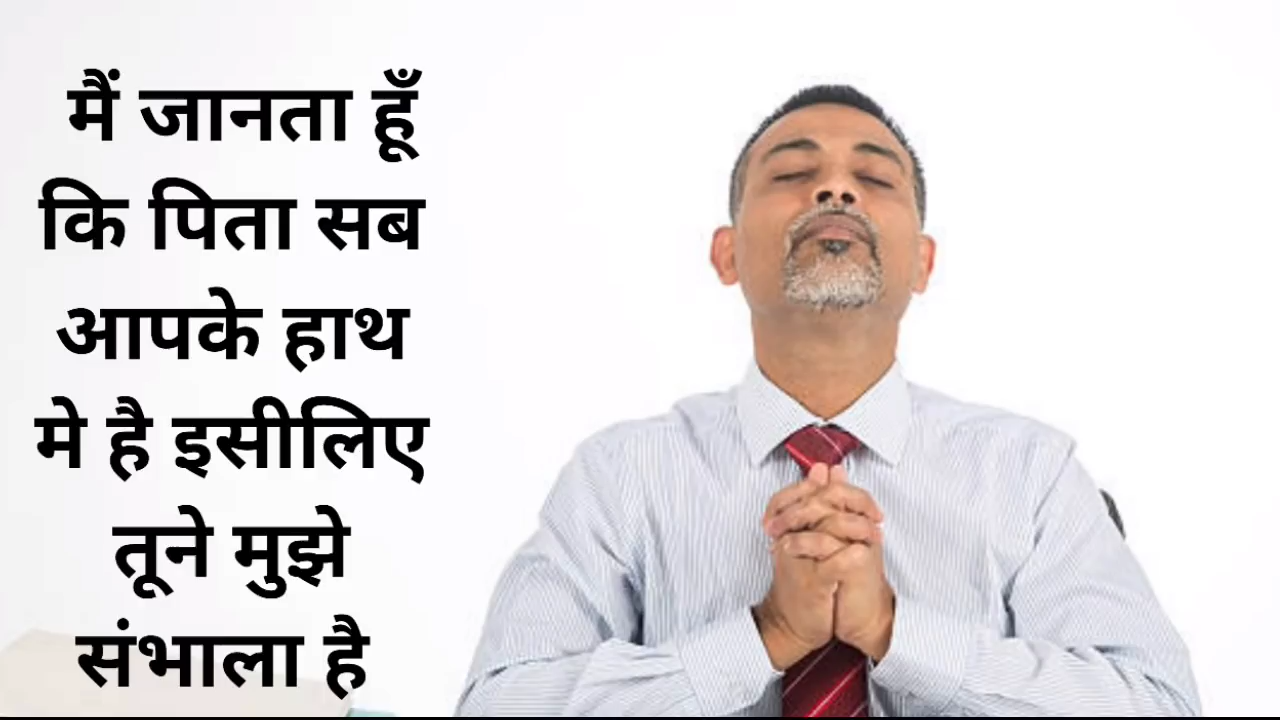 मैं जानता हूँ
कि पिता सब
आपके हाथ
मे है इसीलिए
तूने मुझे
संभाला है